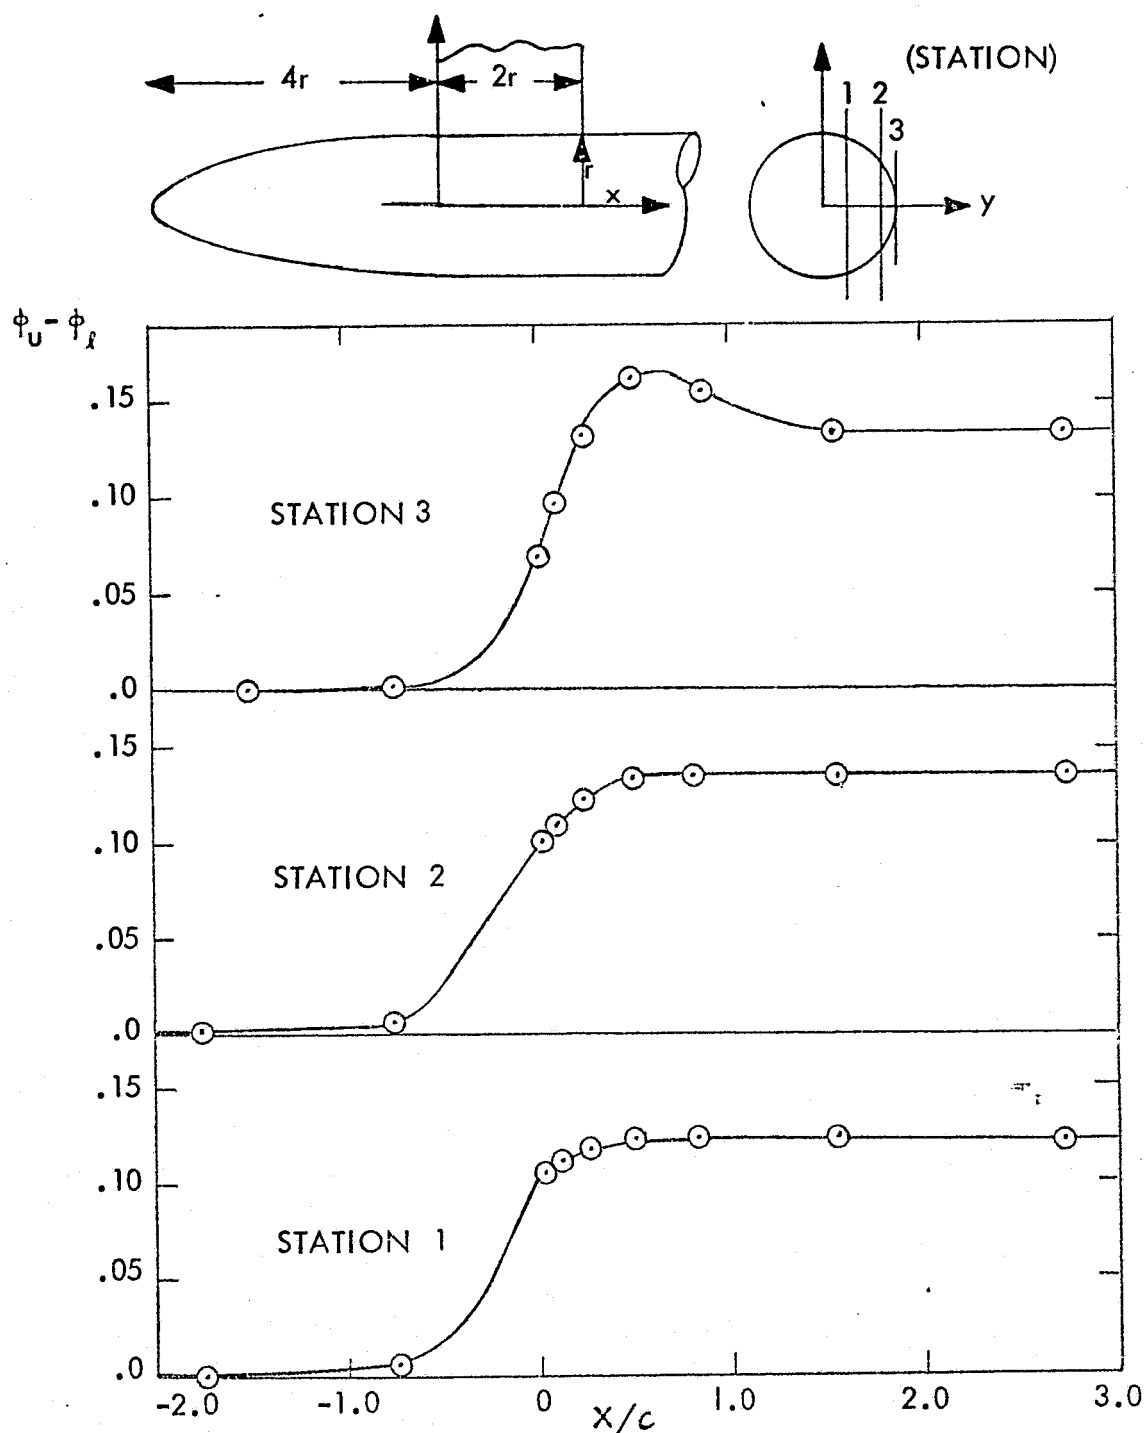 (STATION)
4r
2r
1
2
3
r
x
y
ϕU - ϕℓ
.15
.10
STATION 3
.05
.0
.15
.10
STATION 2
.05
.0
.15
.10
STATION 1
.05
.0
-2.0 -1.0 0 1.0 2.0 3.0
X/c